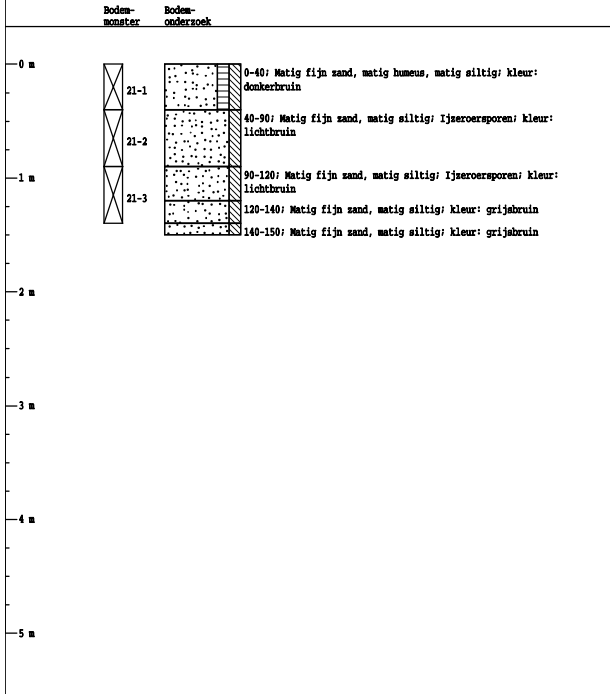 Bodem-
monster
Bodem-
onderzoek
0 m
21-1
0-40; Matig fijn zand, matig humeus, matig siltig; kleur:
donkerbruin
40-90; Matig fijn zand, matig siltig; Ijzeroersporen; kleur:
lichtbruin
21-2
1 m
90-120; Matig fijn zand, matig siltig; Ijzeroersporen; kleur:
lichtbruin
21-3
120-140; Matig fijn zand, matig siltig; kleur: grijsbruin
140-150; Matig fijn zand, matig siltig; kleur: grijsbruin
2 m
3 m
4 m
5 m